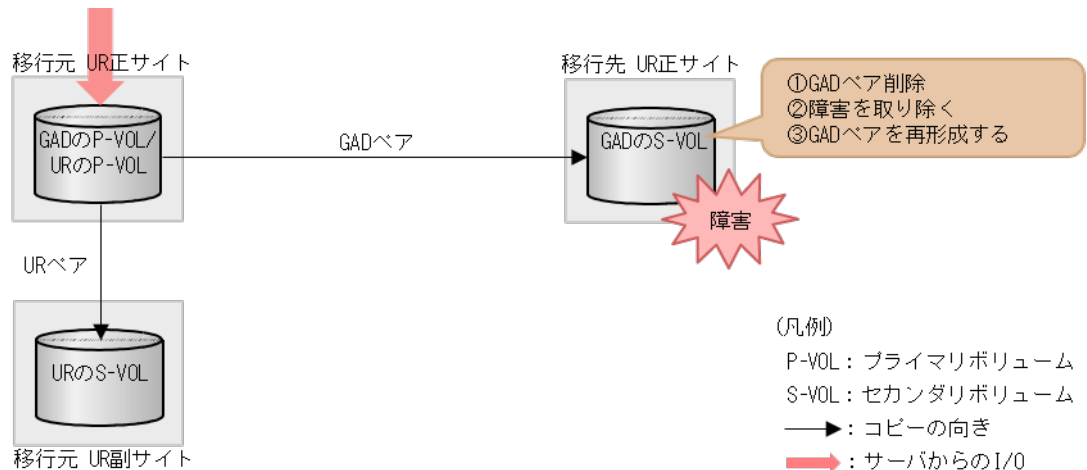 移行元 UR正サイト
移行先 UR正サイト
①GADペア削除
②障害を取り除く
③GADペアを再形成する
GADのP-VOL/
URのP-VOL
GADペア
GADのS-VOL
障害
URペア
URのS-VOL
移行元 UR副サイト
(凡例)
P-VOL：プライマリボリューム
S-VOL：セカンダリボリューム
：コピーの向き
：サーバからのI/O